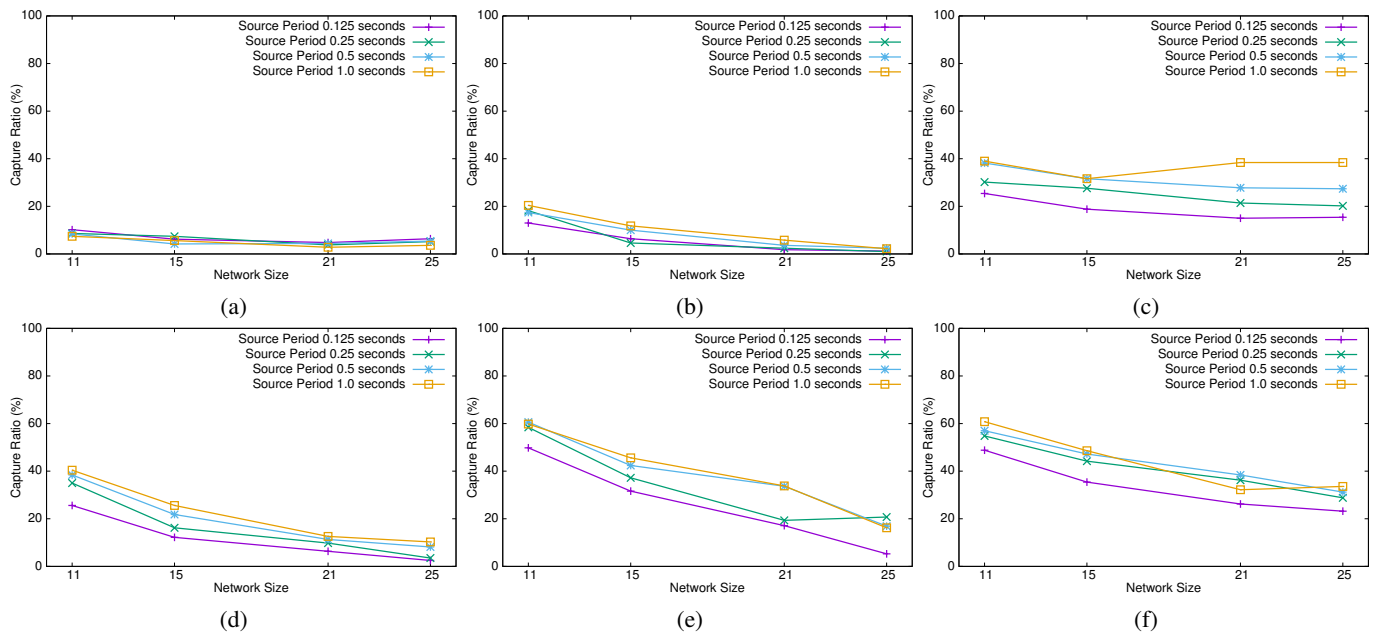 Source Period 0.125 seconds
Source Period 0.25 seconds
Source Period 0.5 seconds
Source Period 1.0 seconds
Capture Ratio (%)
100
80
60
40
20
0
11 15 21 25
Network Size
(a)
Source Period 0.125 seconds
Source Period 0.25 seconds
Source Period 0.5 seconds
Source Period 1.0 seconds
Capture Ratio (%)
100
80
60
40
20
0
11 15 21 25
Network Size
(b)
Source Period 0.125 seconds
Source Period 0.25 seconds
Source Period 0.5 seconds
Source Period 1.0 seconds
Capture Ratio (%)
100
80
60
40
20
0
11 15 21 25
Network Size
(c)
Source Period 0.125 seconds
Source Period 0.25 seconds
Source Period 0.5 seconds
Source Period 1.0 seconds
Capture Ratio (%)
100
80
60
40
20
0
11 15 21 25
Network Size
(d)
Source Period 0.125 seconds
Source Period 0.25 seconds
Source Period 0.5 seconds
Source Period 1.0 seconds
Capture Ratio (%)
100
80
60
40
20
0
11 15 21 25
Network Size
(e)
Source Period 0.125 seconds
Source Period 0.25 seconds
Source Period 0.5 seconds
Source Period 1.0 seconds
Capture Ratio (%)
100
80
60
40
20
0
11 15 21 25
Network Size
(f)